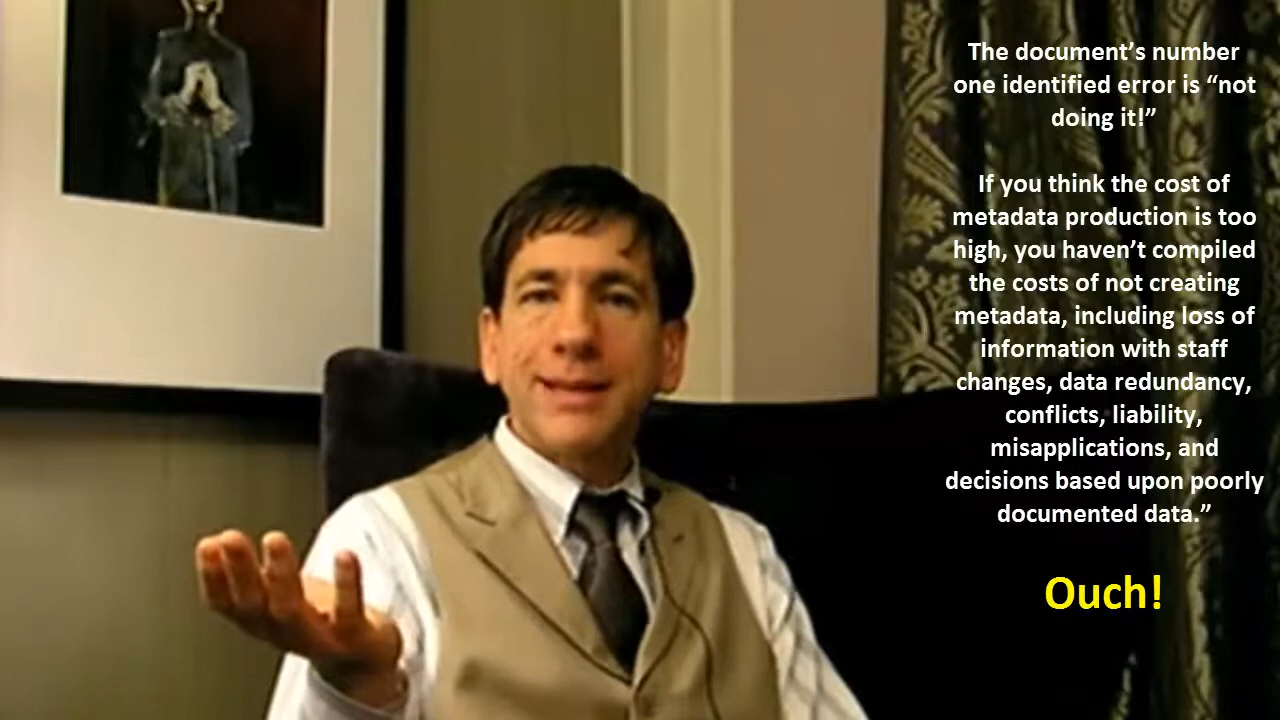 The document’s number
one identified error is “not
doing it!”
If you think the cost of
metadata production is too
high, you haven’t compiled
the costs of not creating
metadata, including loss of
information with staff
changes, data redundancy,
conflicts, liability,
misapplications, and
decisions based upon poorly
documented data.”
Ouch!